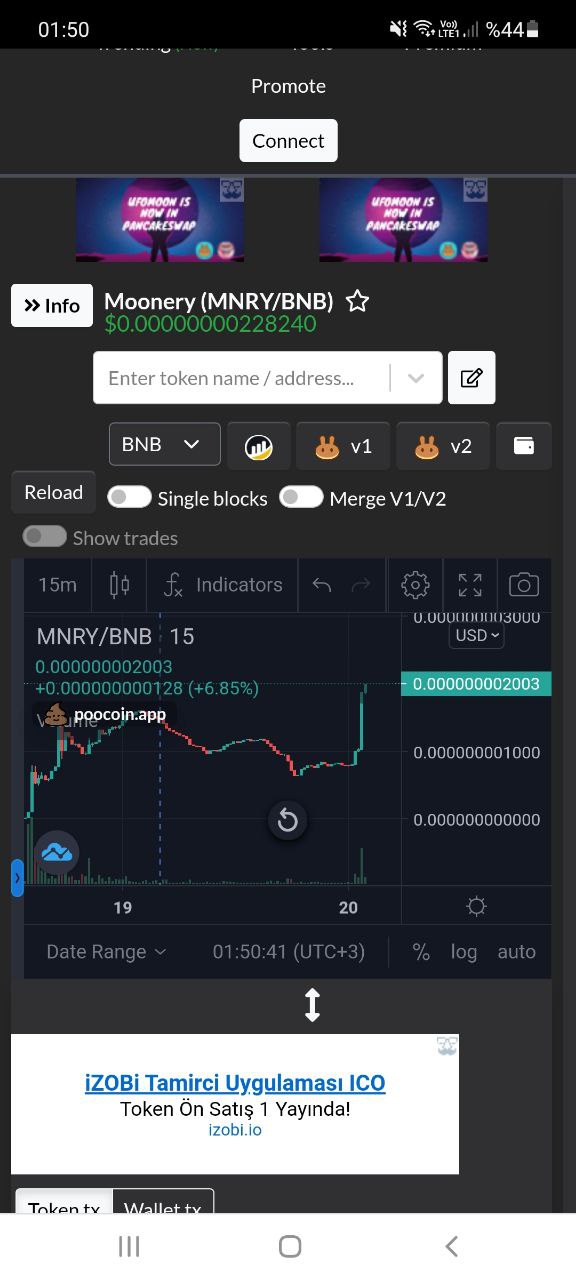 01:50
Vo))
LTE1
%44
Promote
Connect
UFOMOON IS
NOW IN
PANCAKESWAP
UFOMOON IS
NOW IN
PANCAKESWAP
Info
Moonery (MNRY/BNB)
$0.00000000228240
Enter token name / address...
BNB
v1
v2
Reload
Single blocks
Merge V1/V2
Show trades
15m
Indicators
0.000000003000
MNRY/BNB 15
USD
0.000000002003
+0.000000000128 (+6.85%)
0.000000002003
Volume
poocoin.app
0.000000001000
0.000000000000
19
20
Date Range
01:50:41 (UTC+3)
%
log
auto
iZOBi Tamirci Uygulaması ICO
Token Ön Satış 1 Yayında!
izobi.io
Token tx
Wallet tx